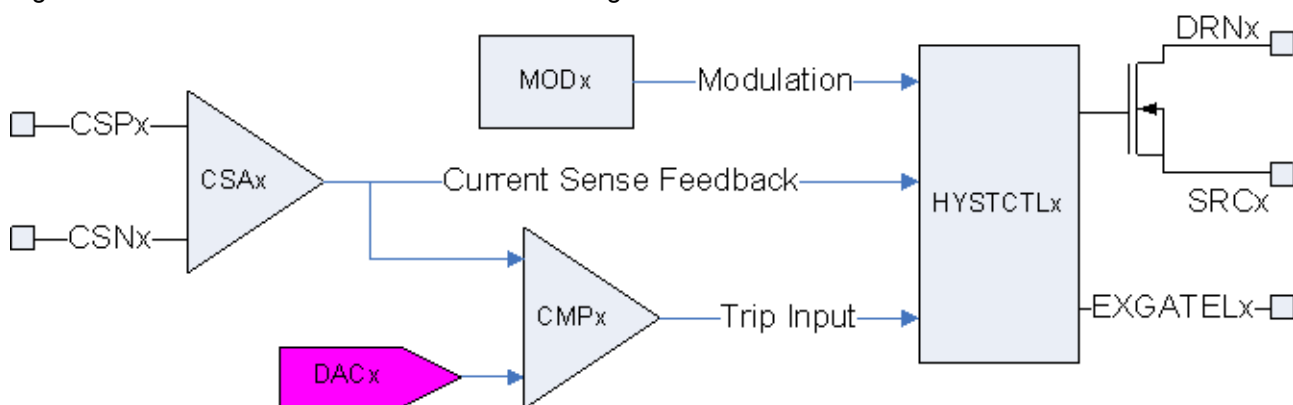 DRNx
MODx
Modulation
CSPx
CSAx
Current Sense Feedback
HYSTCTLx
SRCx
CSNx
CMPx
Trip Input
EXGATELx
DACx